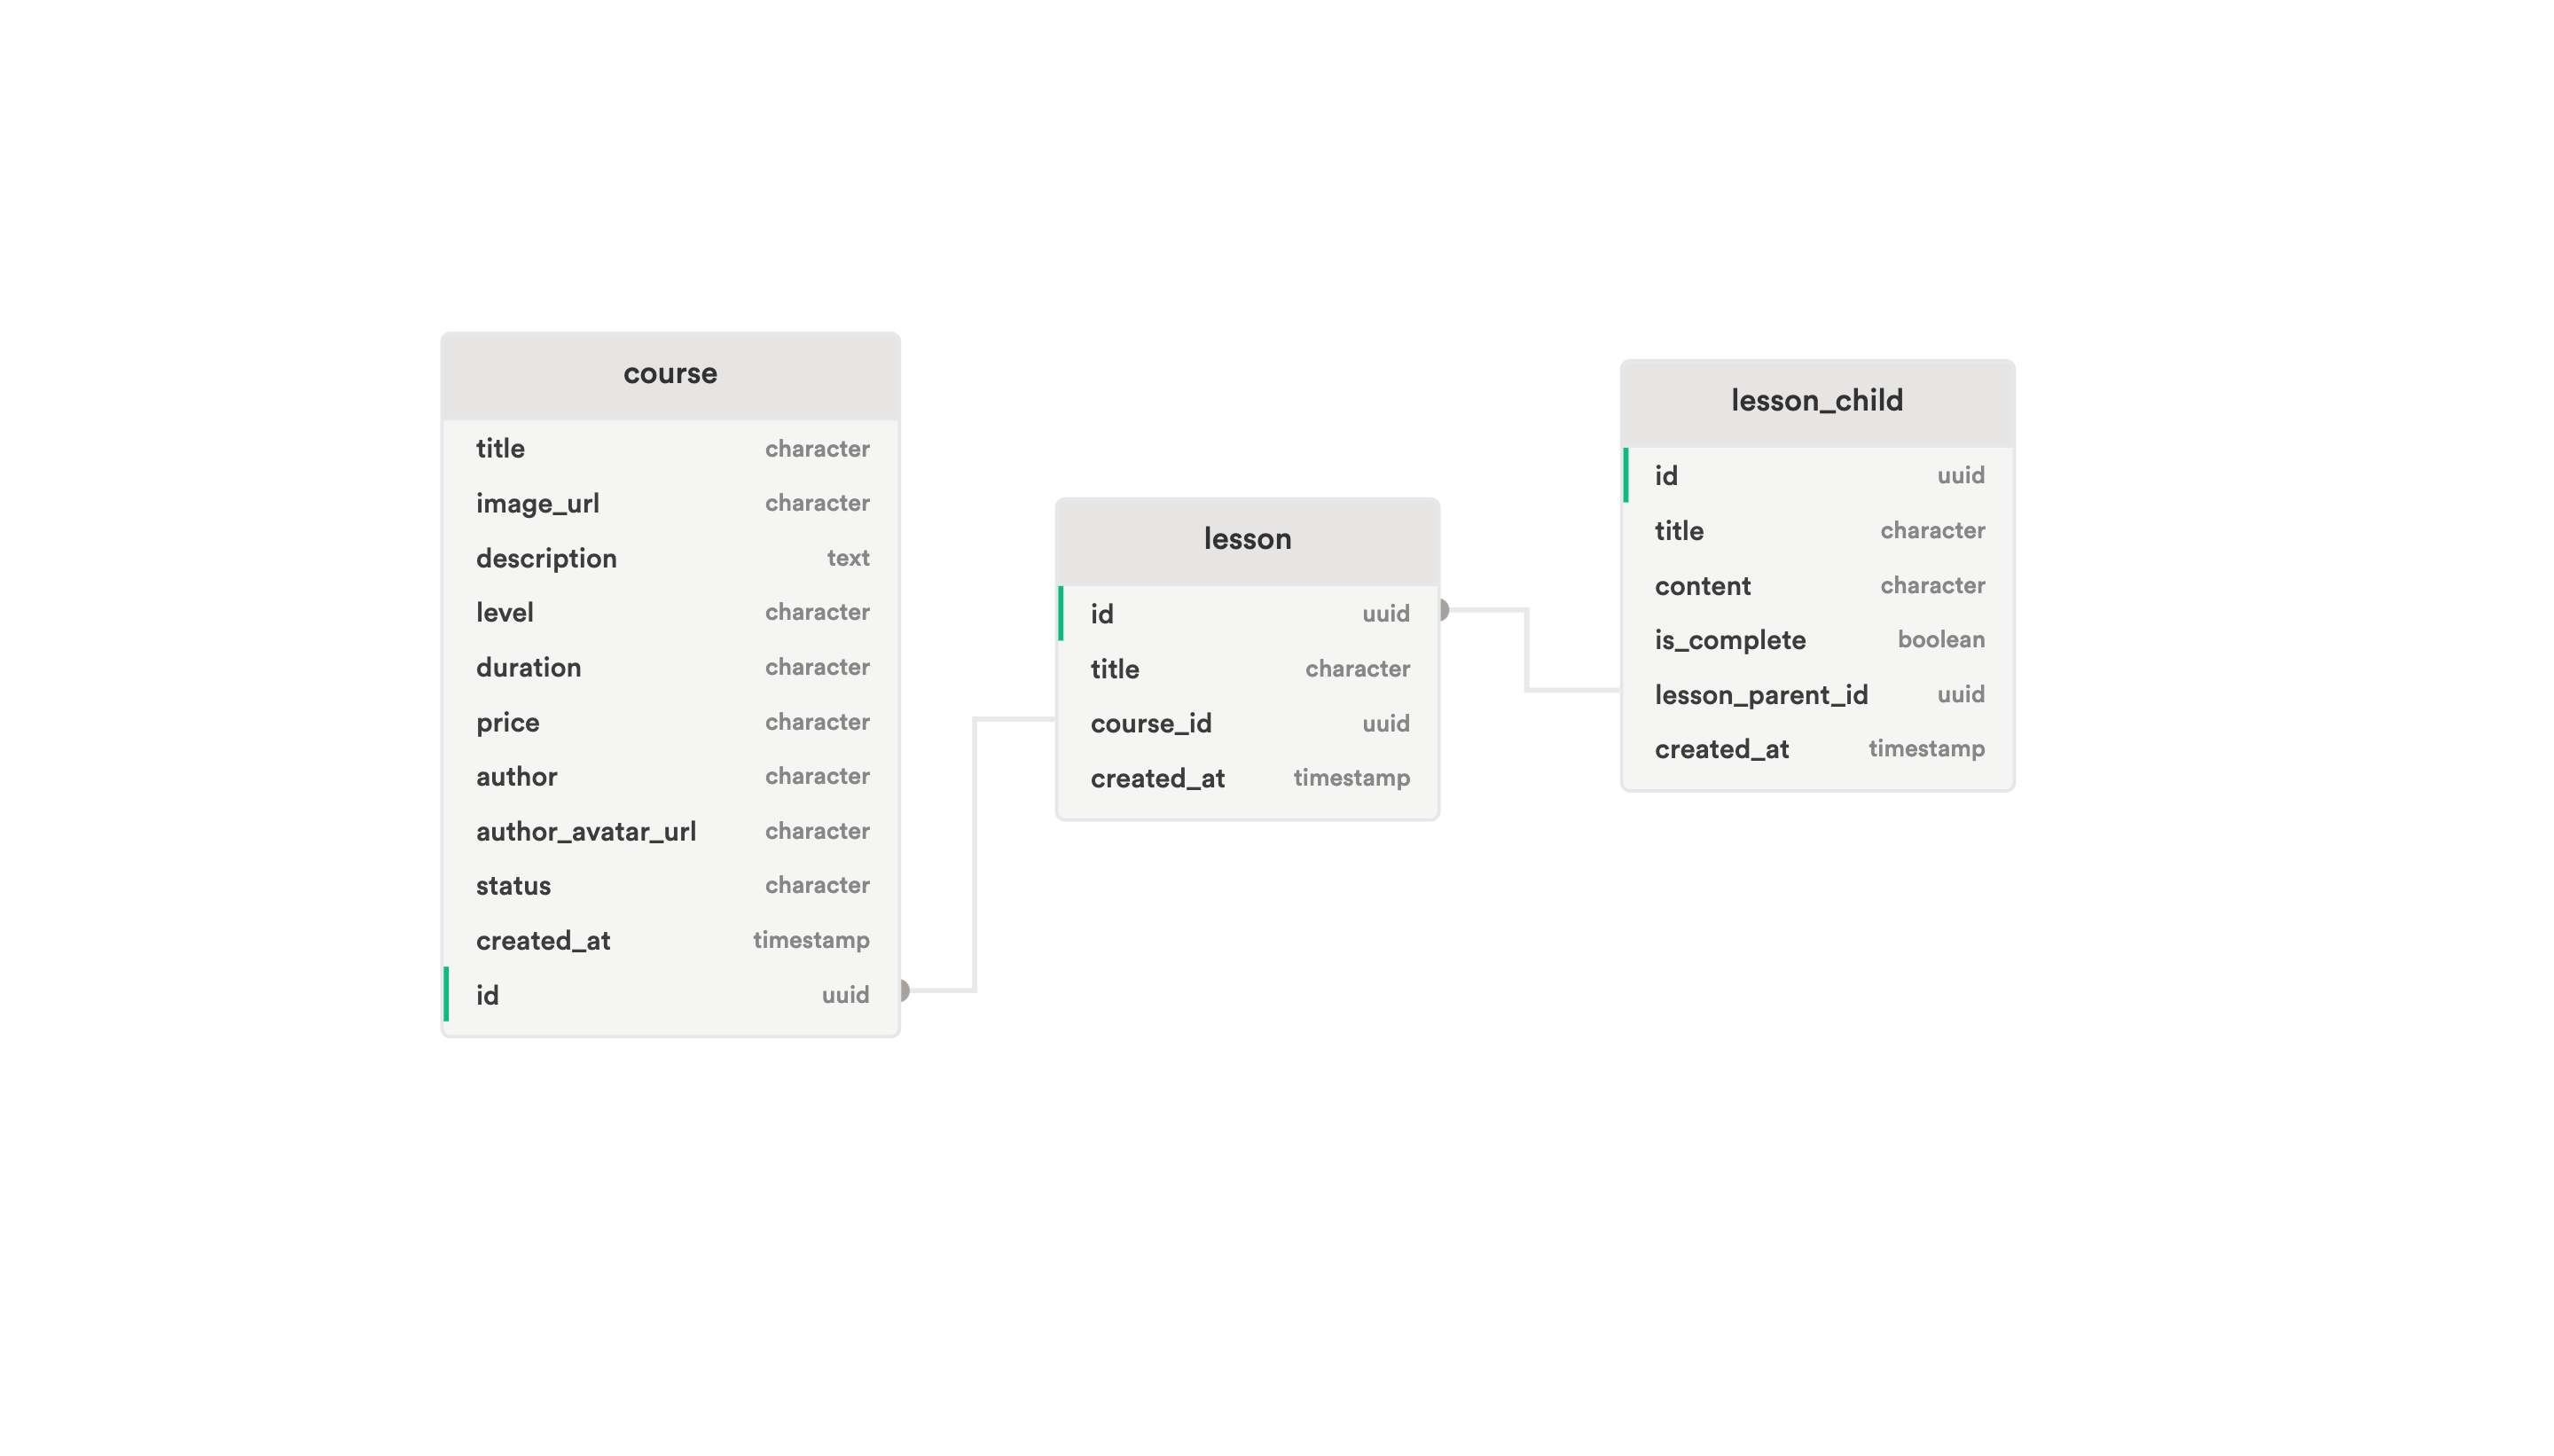 course
title character
image_url character
description text
level character
duration character
price character
author character
author_avatar_url character
status character
created_at timestamp
id uuid
lesson
id uuid
title character
course_id uuid
created_at timestamp
lesson_child
id uuid
title character
content character
is_complete boolean
lesson_parent_id uuid
created_at timestamp